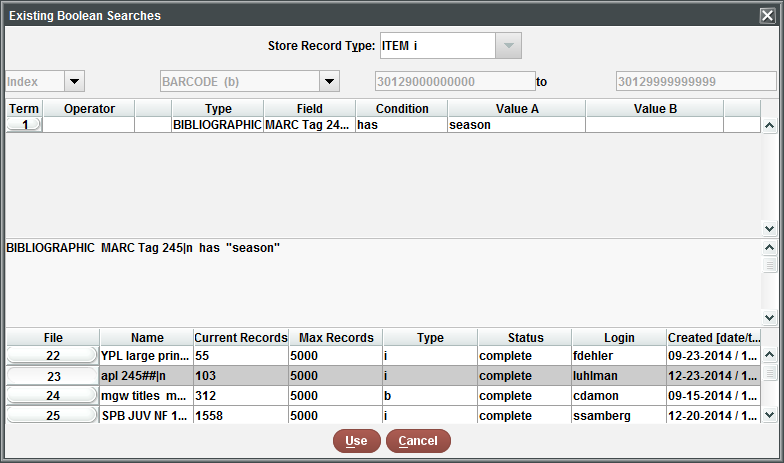 Existing Boolean Searches
Store Record Type: ITEM i
Index BARCODE (b) 30129000000000 to 30129999999999
Term Operator Type Field Condition Value A Value B
1 BIBLIOGRAPHIC MARC Tag 24... has season
BIBLIOGRAPHIC MARC Tag 245|n has "season"
File Name Current Records Max Records Type Status Login Created [date/t...
22 YPL large prin... 55 5000 i complete fdehler 09-23-2014 / 1...
23 apl 245##|n 103 5000 i complete luhlman 12-23-2014 / 1...
24 mgw titles m... 312 5000 b complete cdamon 09-15-2014 / 1...
25 SPB JUV NF 1... 1558 5000 i complete ssamberg 12-20-2014 / 1...
Use Cancel